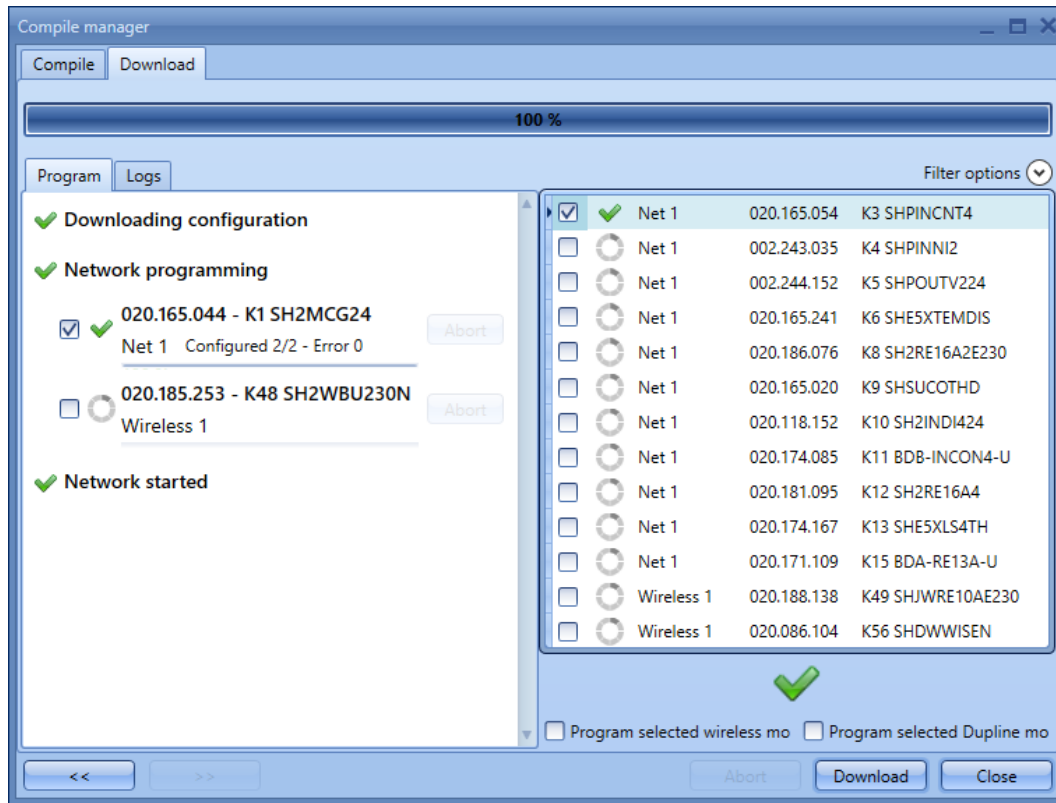 Compile manager
Compile Download
100 %
Program Logs
Filter options
Downloading configuration
Network programming
020.165.044 - K1 SH2MCG24
Net 1 Configured 2/2 - Error 0
Abort
020.185.253 - K48 SH2WBU230N
Wireless 1
Abort
Network started
Net 1 020.165.054 K3 SHPINCNT4
Net 1 002.243.035 K4 SHPINNI2
Net 1 002.244.152 K5 SHPOUTV224
Net 1 020.165.241 K6 SHE5XTEMDIS
Net 1 020.186.076 K8 SH2RE16A2E230
Net 1 020.165.020 K9 SHSUCOTHD
Net 1 020.118.152 K10 SH2INDI424
Net 1 020.174.085 K11 BDB-INCON4-U
Net 1 020.181.095 K12 SH2RE16A4
Net 1 020.174.167 K13 SHE5XLS4TH
Net 1 020.171.109 K15 BDA-RE13A-U
Wireless 1 020.188.138 K49 SHJWRE10AE230
Wireless 1 020.086.104 K56 SHDWWISEN
Program selected wireless mo Program selected Dupline mo
<< >> Abort Download Close